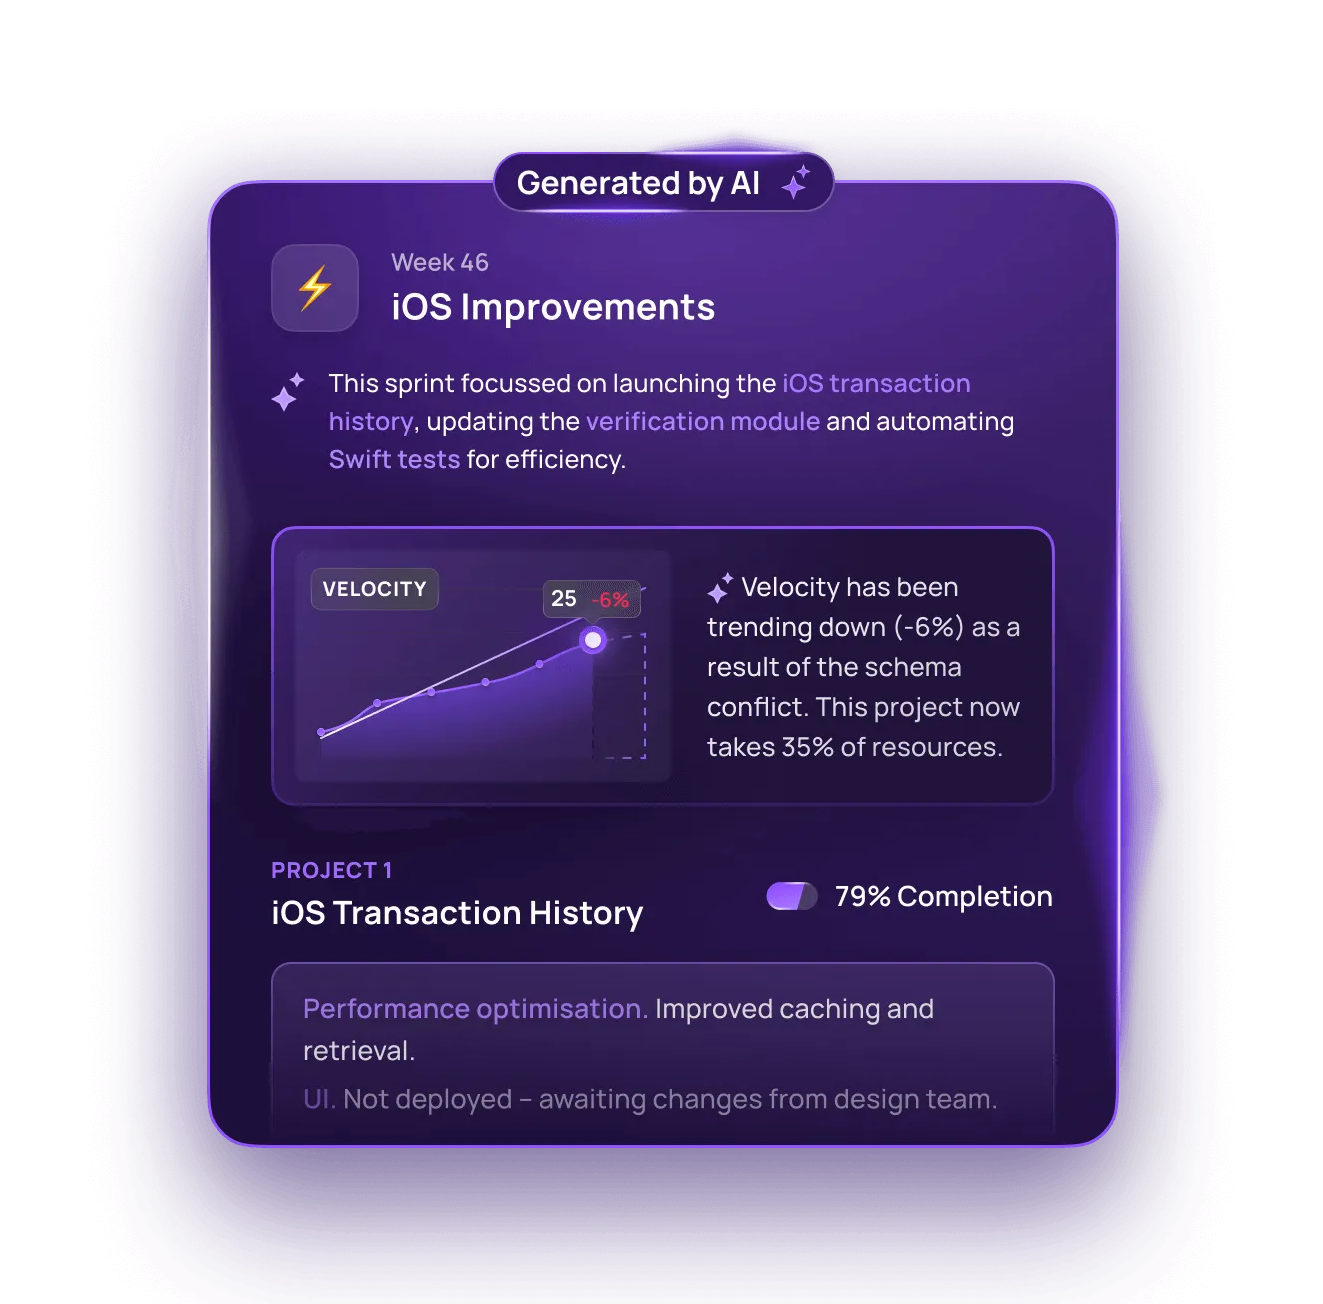 Generated by AI
Week 46
iOS Improvements
This sprint focussed on launching the iOS transaction
history, updating the verification module and automating
Swift tests for efficiency.
VELOCITY
25 -6%
Velocity has been
trending down (-6%) as a
result of the schema
conflict. This project now
takes 35% of resources.
PROJECT 1
iOS Transaction History
79% Completion
Performance optimisation. Improved caching and
retrieval.
UI. Not deployed – awaiting changes from design team.